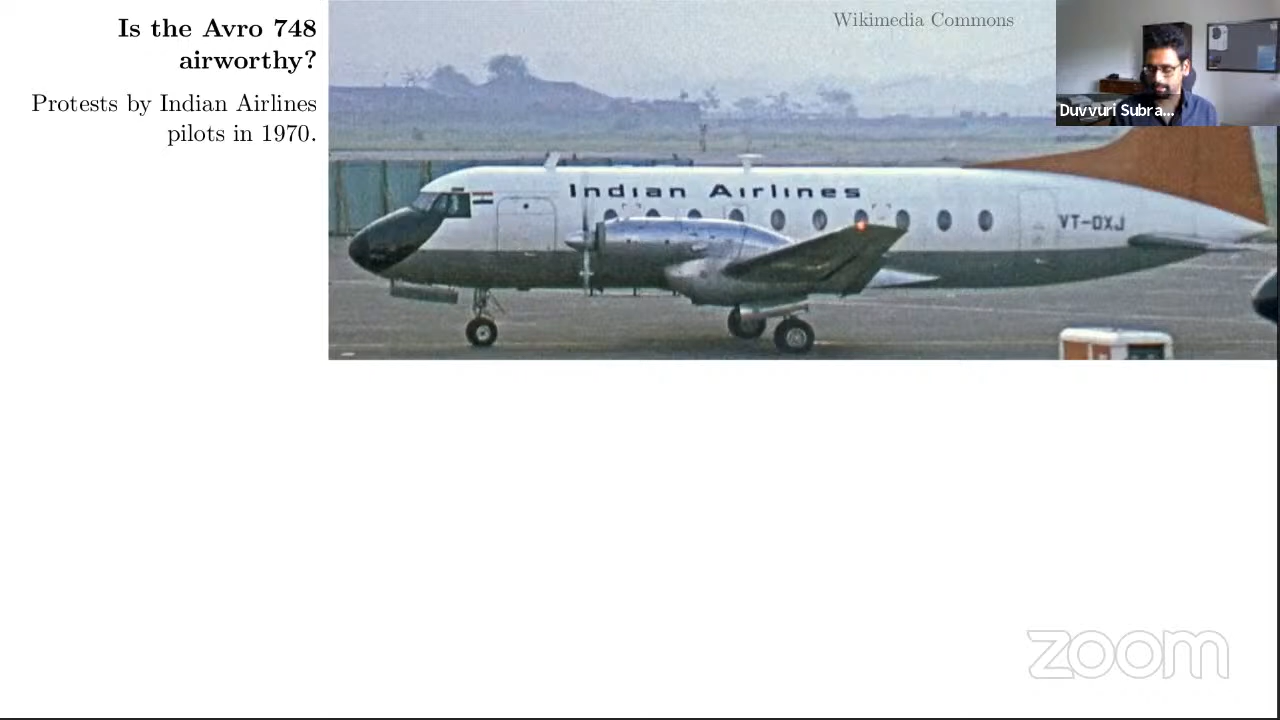 Is the Avro 748
airworthy?
Protests by Indian Airlines
pilots in 1970.
Wikimedia Commons
Duvvuri Subra...
Indian Airlines
VT-DXJ
zoom